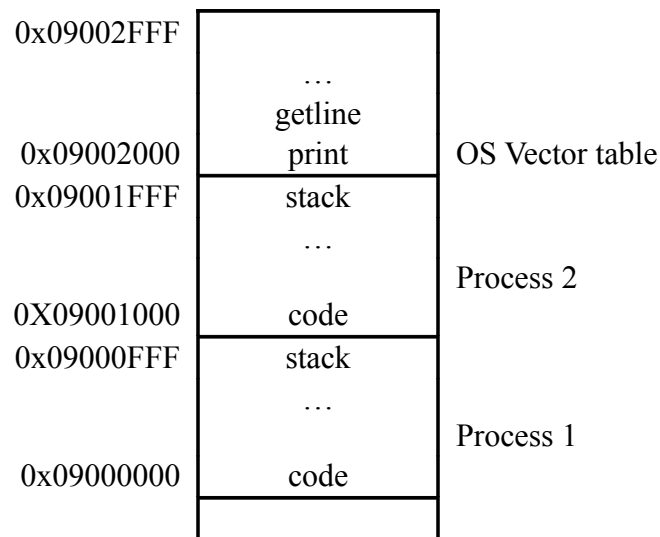 0x09002FFF
…
getline
0x09002000 print OS Vector table
0x09001FFF stack
…
Process 2
0X09001000 code
0x09000FFF stack
…
Process 1
0x09000000 code